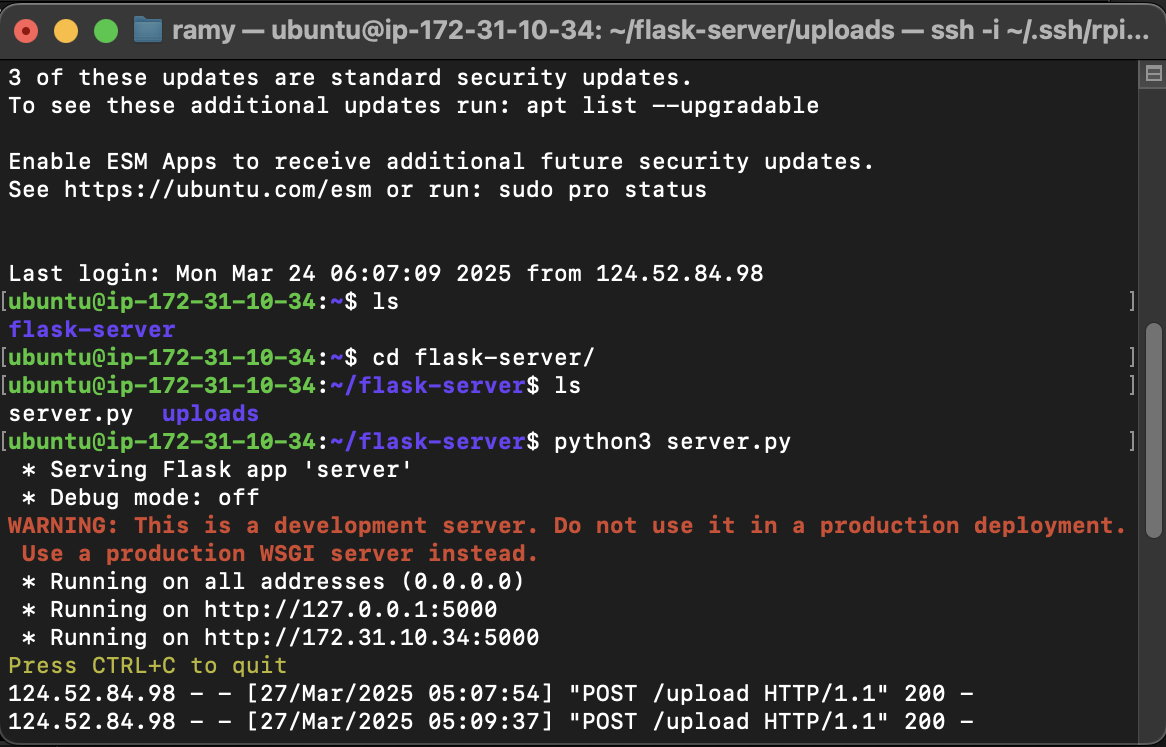 ramy — ubuntu@ip-172-31-10-34: ~/flask-server/uploads — ssh -i ~/.ssh/rpi...
3 of these updates are standard security updates.
To see these additional updates run: apt list --upgradable
Enable ESM Apps to receive additional future security updates.
See https://ubuntu.com/esm or run: sudo pro status
Last login: Mon Mar 24 06:07:09 2025 from 124.52.84.98
[ubuntu@ip-172-31-10-34:~$ ls ]
flask-server
[ubuntu@ip-172-31-10-34:~$ cd flask-server/ ]
[ubuntu@ip-172-31-10-34:~/flask-server$ ls ]
server.py  uploads
[ubuntu@ip-172-31-10-34:~/flask-server$ python3 server.py ]
 * Serving Flask app 'server'
 * Debug mode: off
WARNING: This is a development server. Do not use it in a production deployment.
 Use a production WSGI server instead.
 * Running on all addresses (0.0.0.0)
 * Running on http://127.0.0.1:5000
 * Running on http://172.31.10.34:5000
Press CTRL+C to quit
124.52.84.98 - - [27/Mar/2025 05:07:54] "POST /upload HTTP/1.1" 200 -
124.52.84.98 - - [27/Mar/2025 05:09:37] "POST /upload HTTP/1.1" 200 -